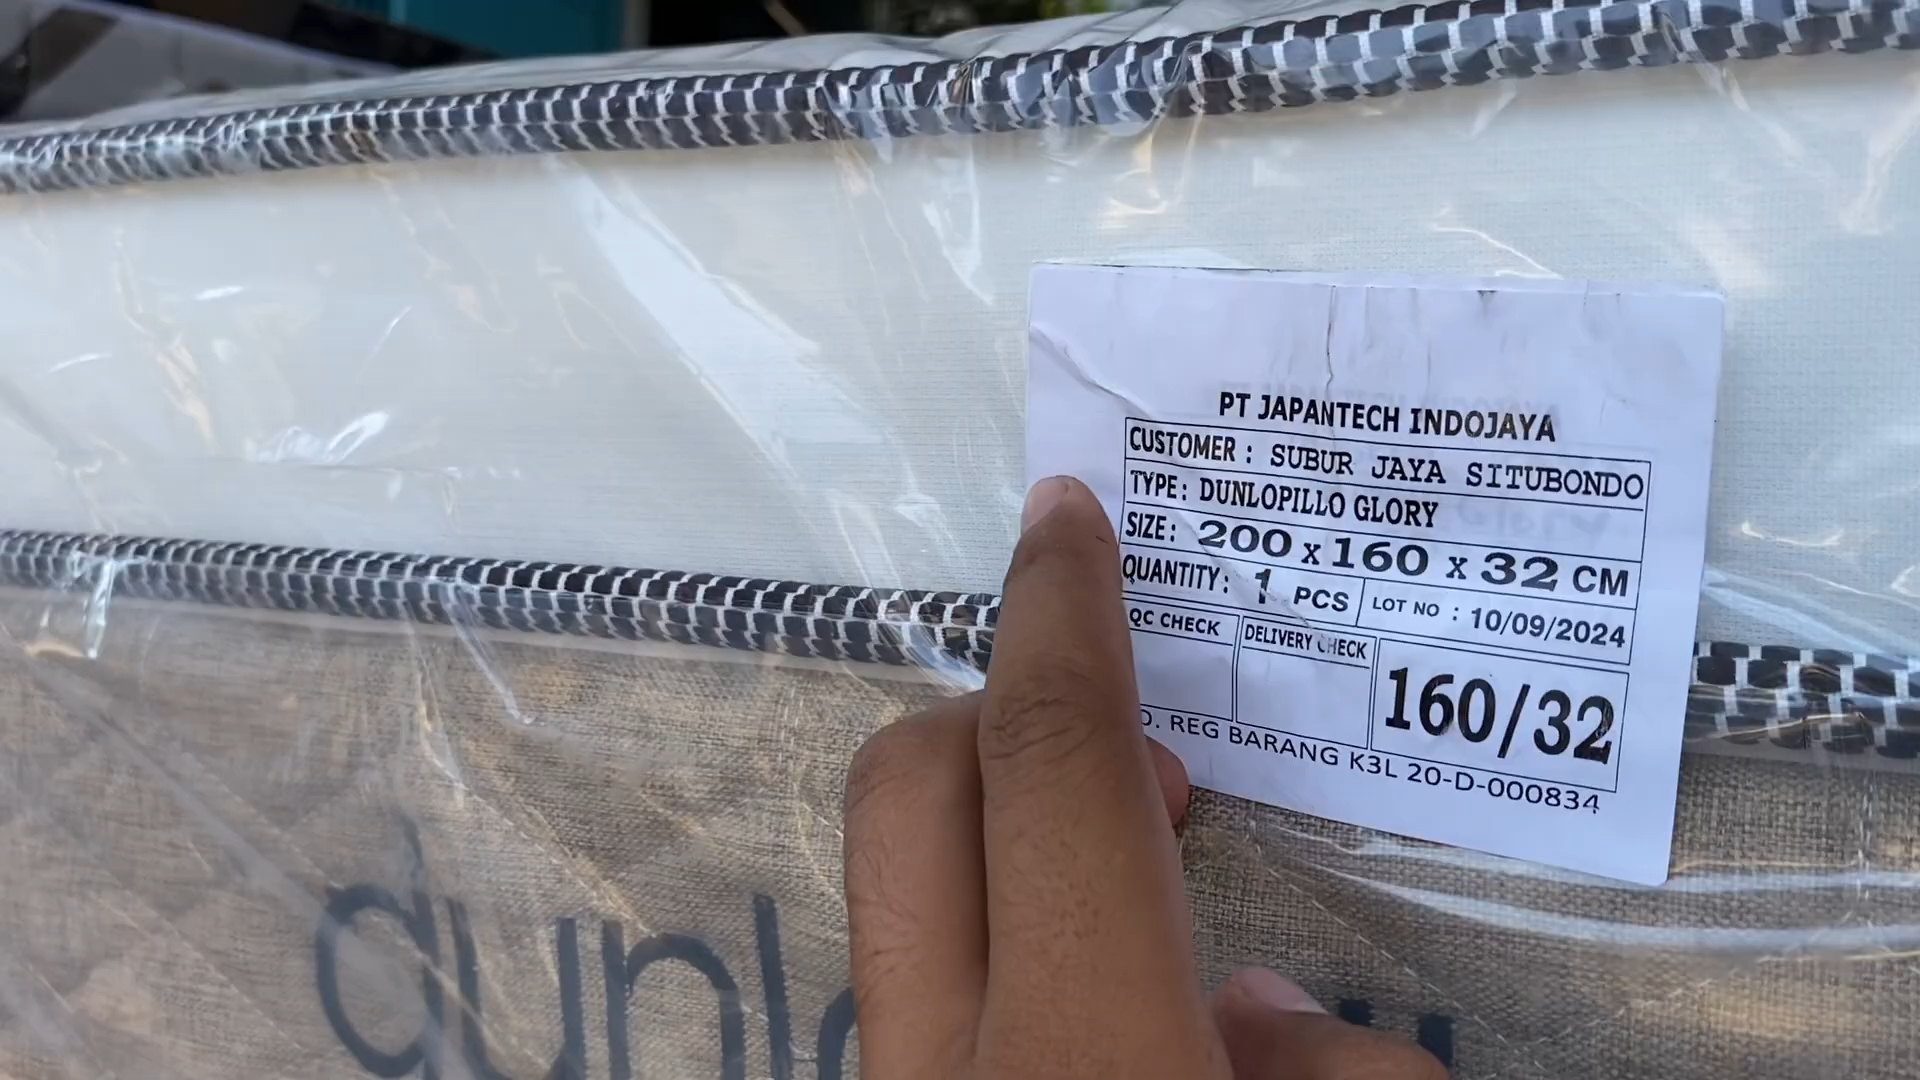 PT JAPANTECH INDOJAYA
CUSTOMER : SUBUR JAYA SITUBONDO
TYPE: DUNLOPILLO GLORY
SIZE: 200 x 160 x 32 CM
QUANTITY: 1 PCS LOT NO : 10/09/2024
QC CHECK DELIVERY CHECK 160/32
REG BARANG K3L 20-D-000834